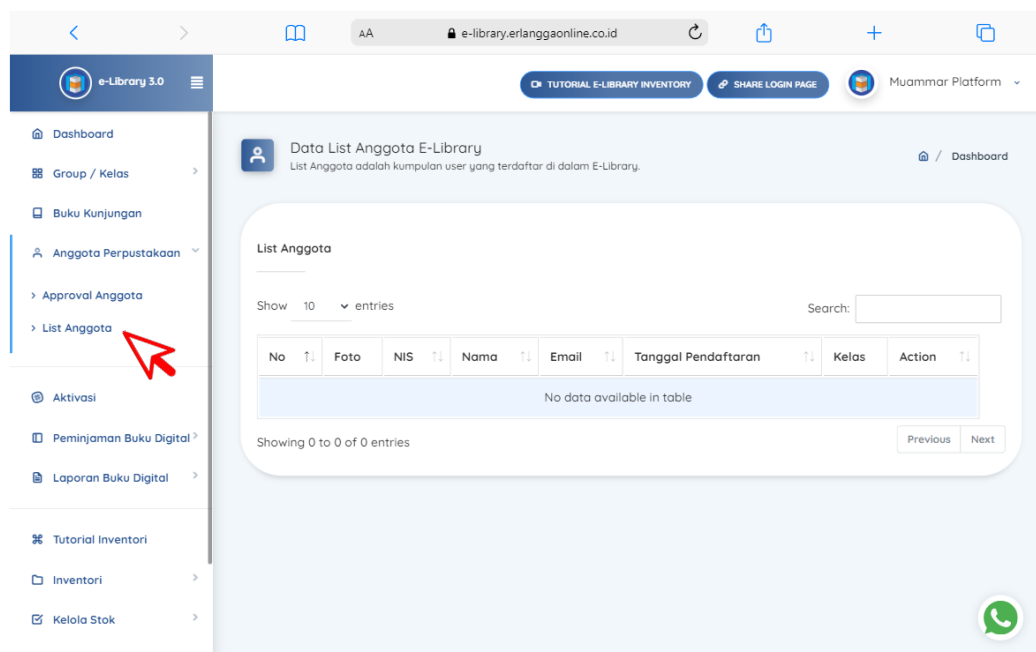 AA e-library.erlanggaonline.co.id
e-Library 3.0
TUTORIAL E-LIBRARY INVENTORY
SHARE LOGIN PAGE
Muammar Platform
Dashboard
Group / Kelas
Buku Kunjungan
Anggota Perpustakaan
Approval Anggota
List Anggota
Aktivasi
Peminjaman Buku Digital
Laporan Buku Digital
Tutorial Inventori
Inventori
Kelola Stok
Data List Anggota E-Library
List Anggota adalah kumpulan user yang terdaftar di dalam E-Library.
/ Dashboard
List Anggota
Show 10 entries
Search:
No Foto NIS Nama Email Tanggal Pendaftaran Kelas Action
No data available in table
Showing 0 to 0 of 0 entries
Previous Next